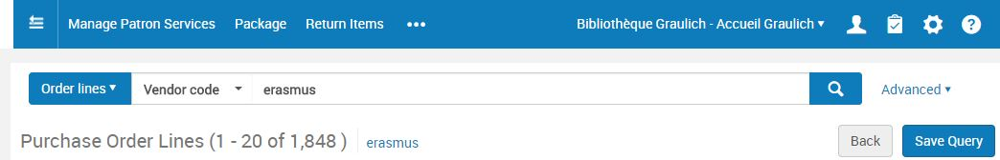 Manage Patron Services Package Return Items ••• Bibliothèque Graulich - Accueil Graulich ?
Order lines Vendor code erasmus Advanced
Purchase Order Lines (1 - 20 of 1,848 ) erasmus Back Save Query